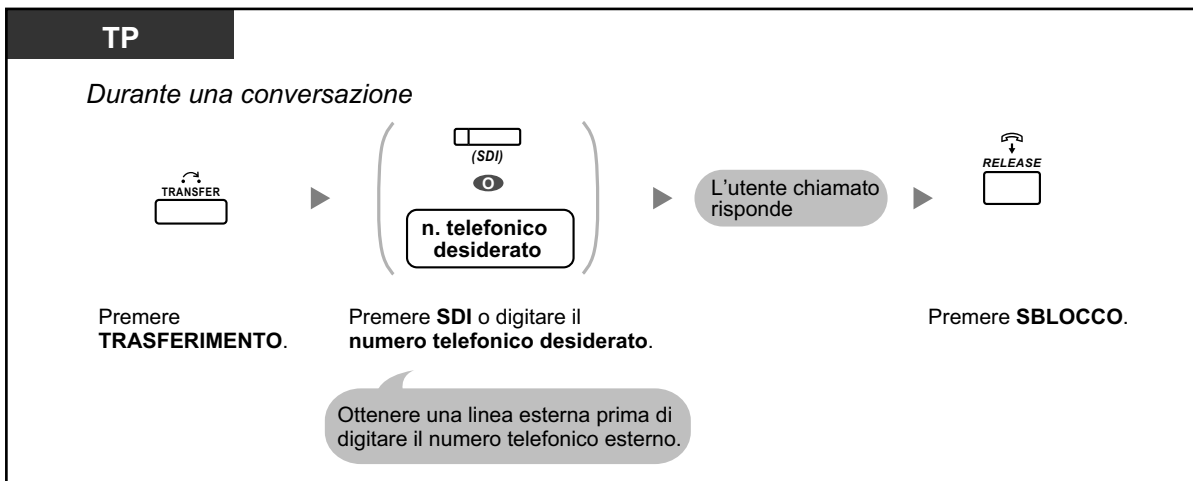 TP
Durante una conversazione
TRANSFER
(SDI)
O
n. telefonico
desiderato
L'utente chiamato
risponde
RELEASE
Premere
TRASFERIMENTO.
Premere SDI o digitare il
numero telefonico desiderato.
Premere SBLOCCO.
Ottenere una linea esterna prima di
digitare il numero telefonico esterno.